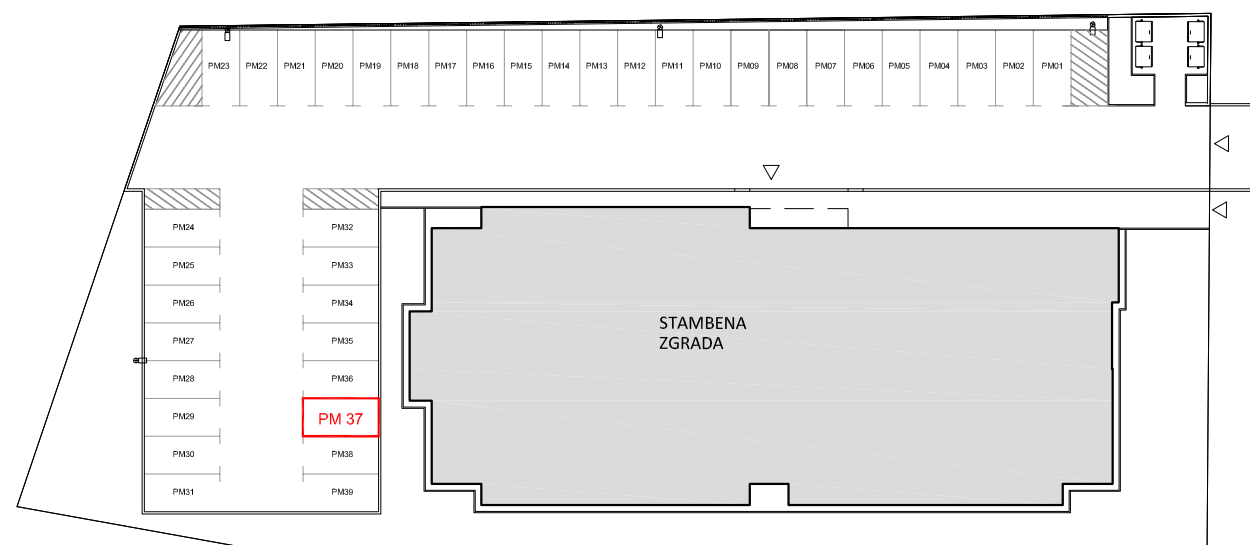 PM23 PM22 PM21 PM20 PM19 PM18 PM17 PM16 PM15 PM14 PM13 PM12 PM11 PM10 PM09 PM08 PM07 PM06 PM05 PM04 PM03 PM02 PM01
PM24 PM32
PM25 PM33
PM26 PM34
PM27 PM35
PM28 PM36
PM29 PM 37
PM30 PM38
PM31 PM39
STAMBENA
ZGRADA